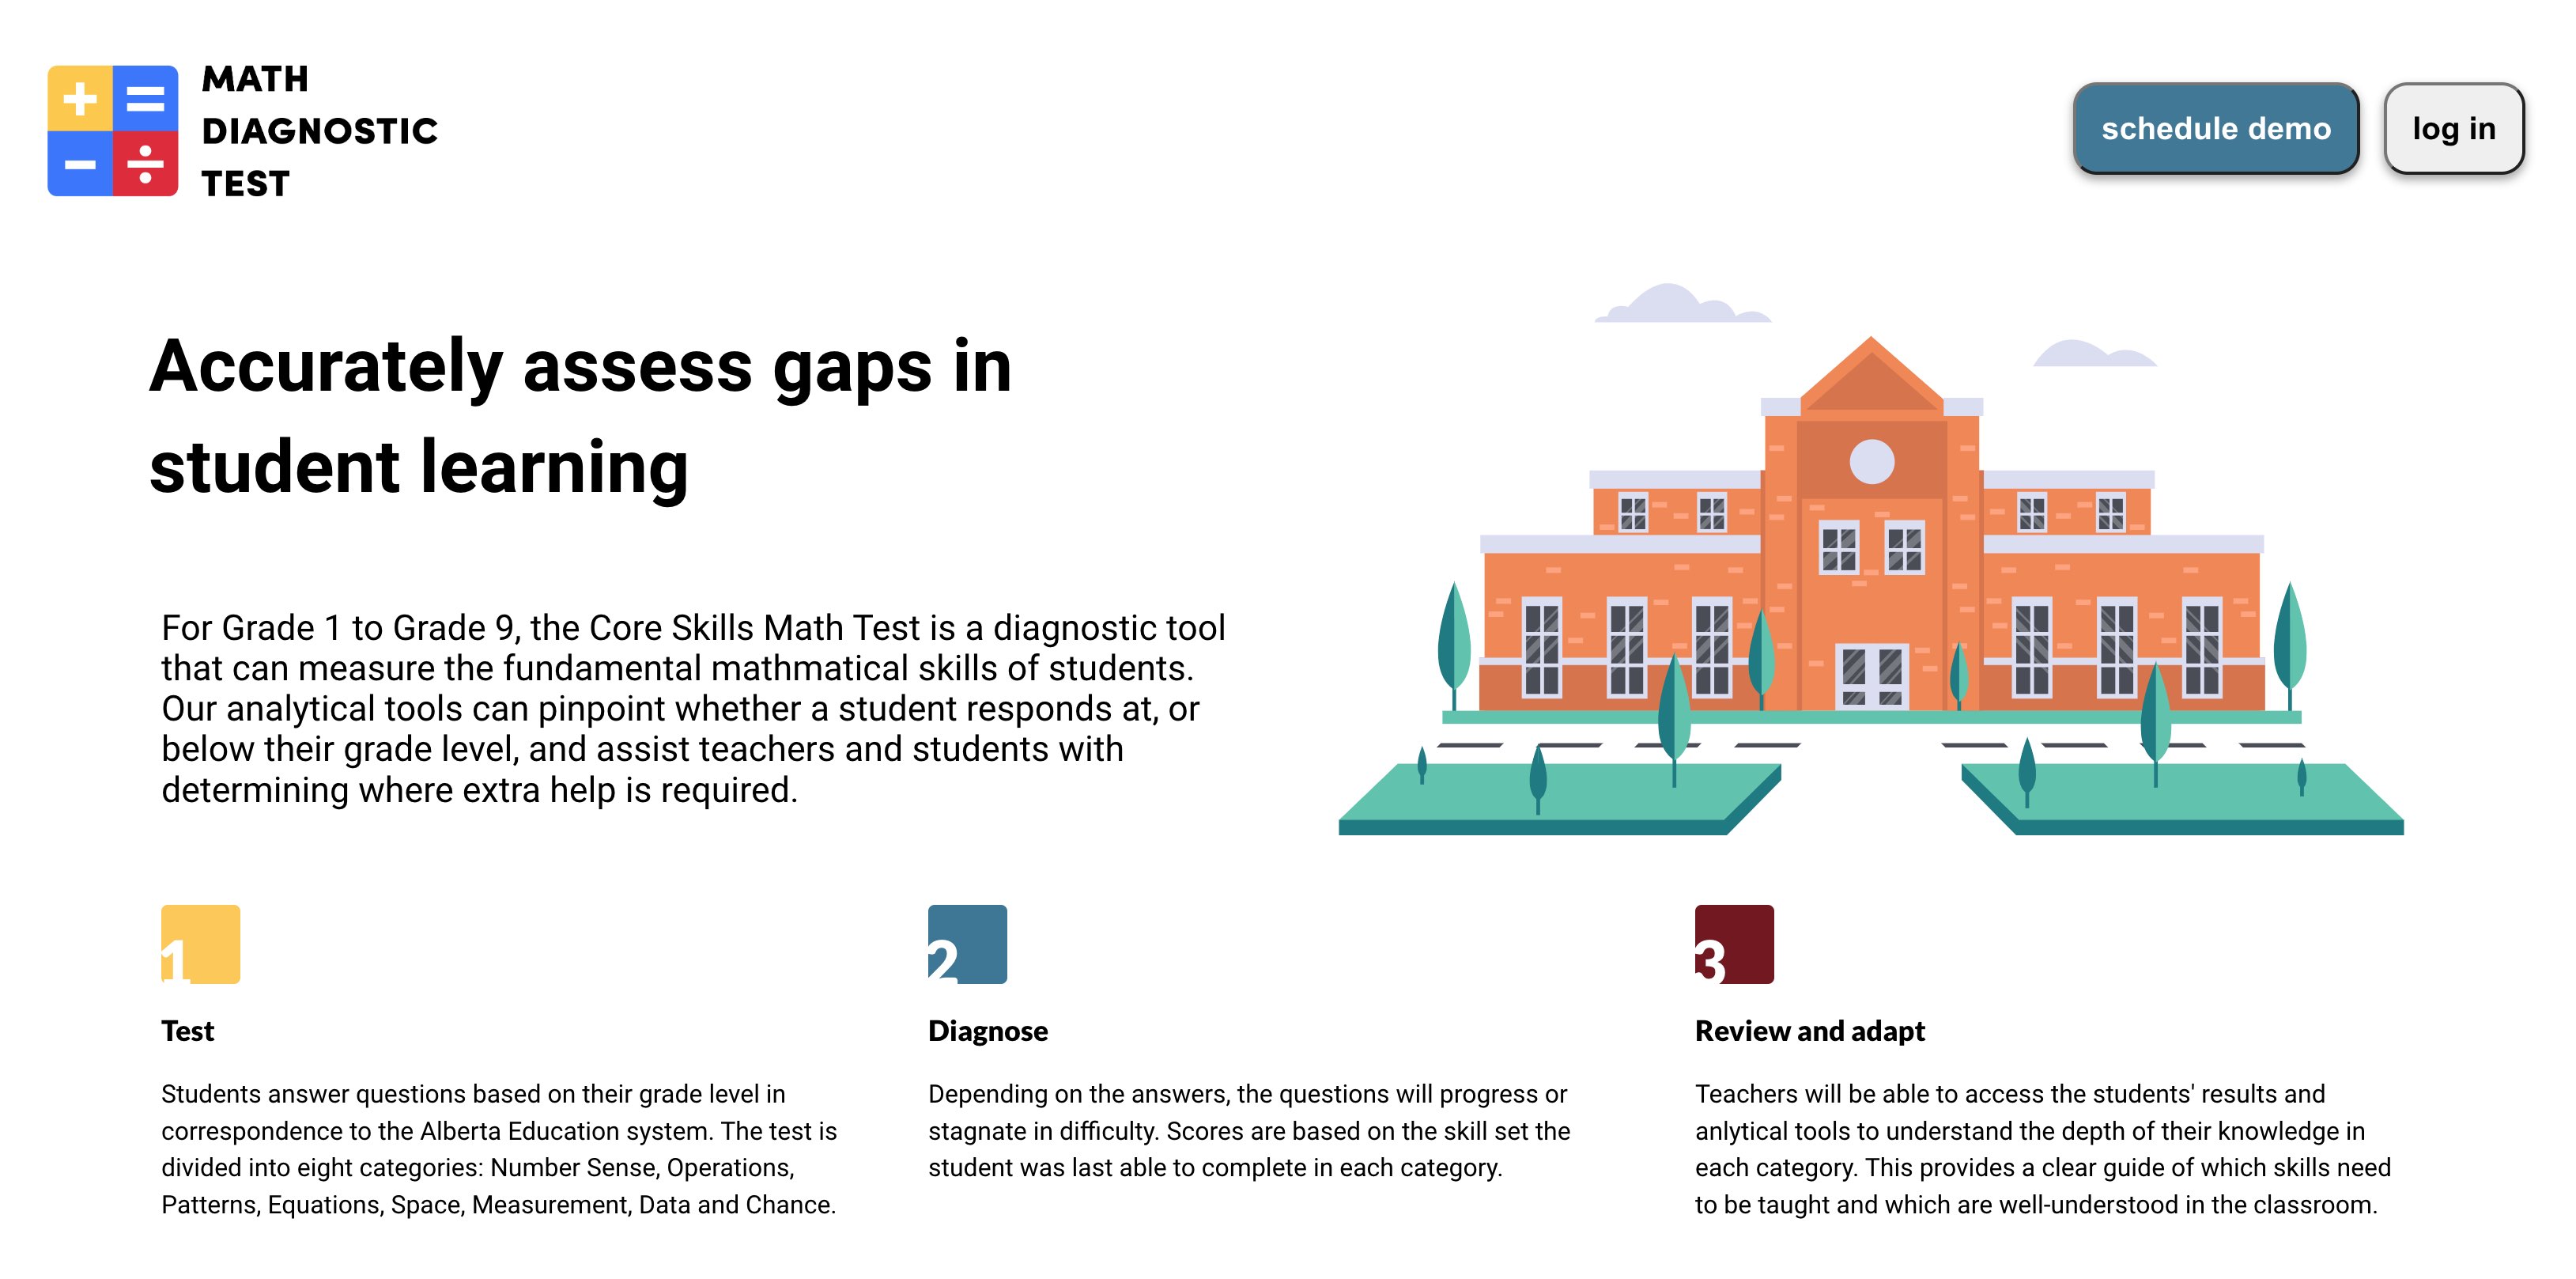 MATH
DIAGNOSTIC
TEST
schedule demo
log in
Accurately assess gaps in
student learning
For Grade 1 to Grade 9, the Core Skills Math Test is a diagnostic tool
that can measure the fundamental mathmatical skills of students.
Our analytical tools can pinpoint whether a student responds at, or
below their grade level, and assist teachers and students with
determining where extra help is required.
1
Test
Students answer questions based on their grade level in
correspondence to the Alberta Education system. The test is
divided into eight categories: Number Sense, Operations,
Patterns, Equations, Space, Measurement, Data and Chance.
2
Diagnose
Depending on the answers, the questions will progress or
stagnate in difficulty. Scores are based on the skill set the
student was last able to complete in each category.
3
Review and adapt
Teachers will be able to access the students' results and
anlytical tools to understand the depth of their knowledge in
each category. This provides a clear guide of which skills need
to be taught and which are well-understood in the classroom.